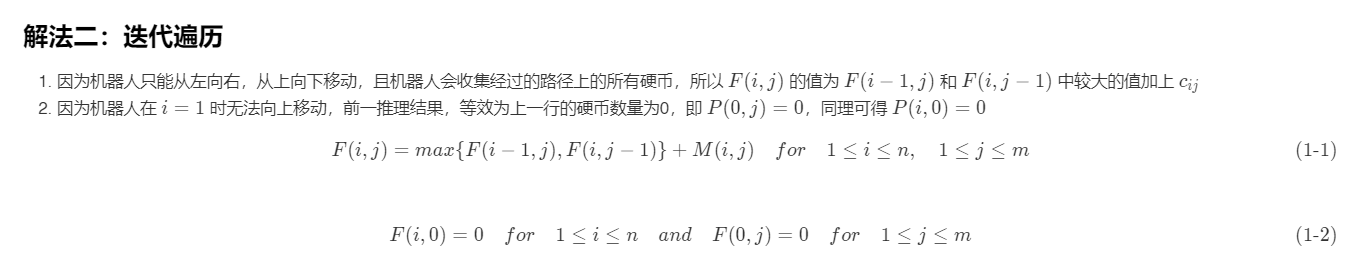 解法二：迭代遍历
1. 因为机器人只能从左向右，从上向下移动，且机器人会收集经过的路径上的所有硬币，所以 F(i, j) 的值为 F(i − 1, j) 和 F(i, j − 1) 中较大的值加上 c_{ij}
2. 因为机器人在 i = 1 时无法向上移动，前一推理结果，等效为上一行的硬币数量为0，即 P(0, j) = 0，同理可得 P(i, 0) = 0
F(i, j) = max{F(i − 1, j), F(i, j − 1)} + M(i, j) for 1 ≤ i ≤ n, 1 ≤ j ≤ m (1-1)
F(i, 0) = 0 for 1 ≤ i ≤ n and F(0, j) = 0 for 1 ≤ j ≤ m (1-2)